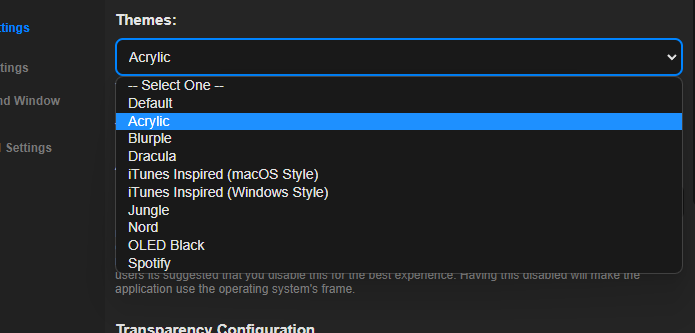 Themes:
ttings
Acrylic
tings
-- Select One --
Default
nd Window
Acrylic
Blurple
Settings
Dracula
iTunes Inspired (macOS Style)
iTunes Inspired (Windows Style)
Jungle
Nord
OLED Black
Spotify
users its suggested that you disable this for the best experience. Having this disabled will make the
application use the operating system's frame.
Transparency Configuration